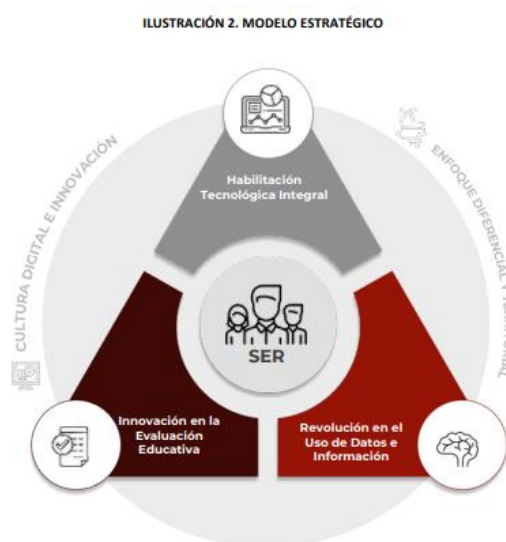 ILUSTRACIÓN 2. MODELO ESTRATÉGICO
CULTURA DIGITAL E INNOVACIÓN
ENFOQUE DIFERENCIAL Y
Habilitación
Tecnológica Integral
SER
Innovación en la
Evaluación
Educativa
Revolución en el
Uso de Datos e
Información